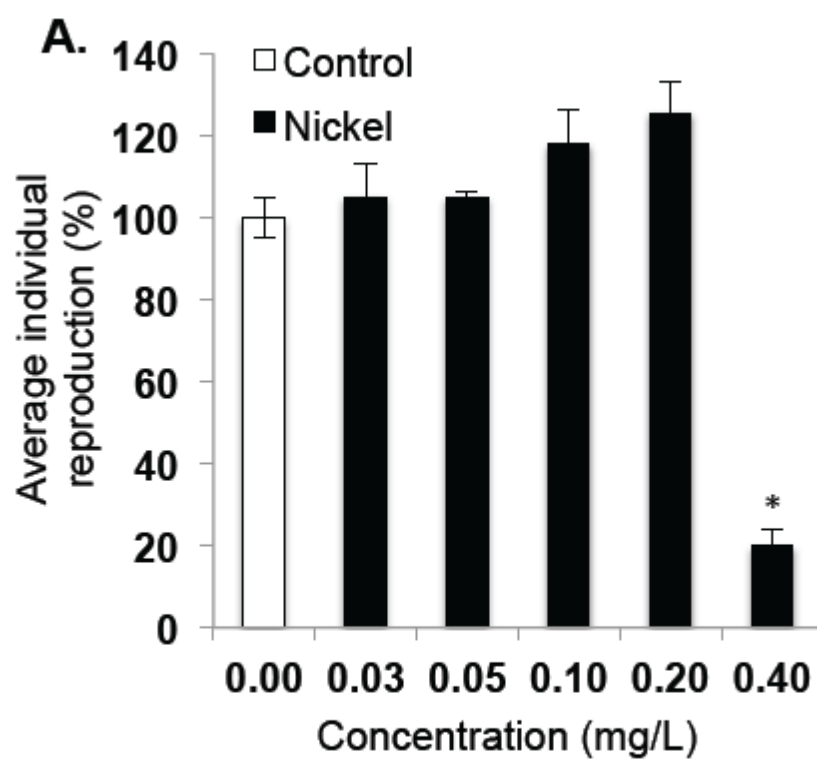 A.
Control
Nickel
Average individual
reproduction (%)
140
120
100
80
60
40
20
0
*
0.00 0.03 0.05 0.10 0.20 0.40
Concentration (mg/L)